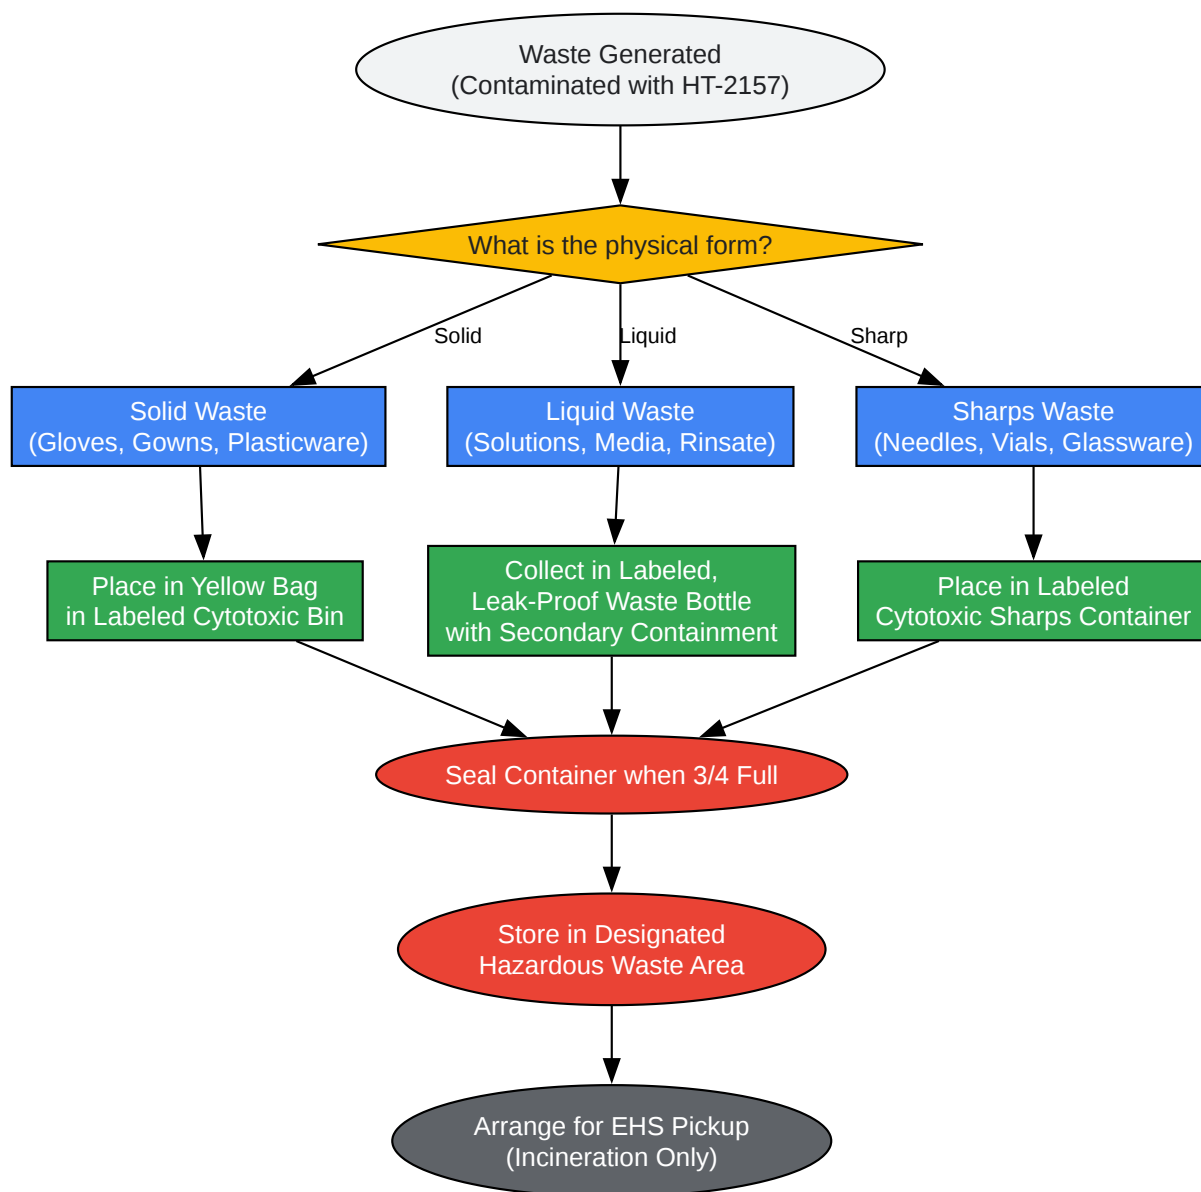 Waste Generated
(Contaminated with HT-2157)
What is the physical form?
Solid
Liquid
Sharp
Solid Waste
(Gloves, Gowns, Plasticware)
Liquid Waste
(Solutions, Media, Rinsate)
Sharps Waste
(Needles, Vials, Glassware)
Place in Yellow Bag
in Labeled Cytotoxic Bin
Collect in Labeled,
Leak-Proof Waste Bottle
with Secondary Containment
Place in Labeled
Cytotoxic Sharps Container
Seal Container when 3/4 Full
Store in Designated
Hazardous Waste Area
Arrange for EHS Pickup
(Incineration Only)